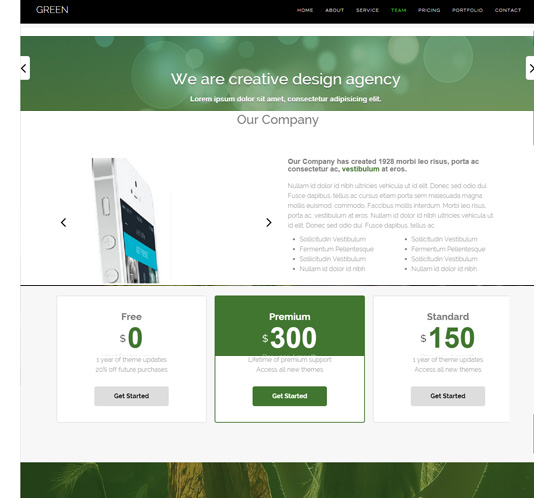 GREEN
HOME ABOUT SERVICE TEAM PRICING PORTFOLIO CONTACT
We are creative design agency
Lorem ipsum dolor sit amet, consectetur adipisicing elit.
Our Company
Our Company has created 1928 morbi leo risus, porta ac
consectetur ac, vestibulum at eros.
Nullam id dolor id nibh ultricies vehicula ut id elit. Donec sed odio dui.
Fusce dapibus, tellus ac cursus etiam porta sem malesuada magna
mollis euismod. commodo, Faccibus mollis interdum. Morbi leo risus,
porta ac, vestibulum at eros. Nullam id dolor id nibh ultricies vehicula ut
id elit. Donec sed odio dui. Fusce dapibus, tellus ac
Sollicitudin Vestibulum
Fermentum Pellentesque
Sollicitudin Vestibulum
Nullam id dolor id nibh
Sollicitudin Vestibulum
Fermentum Pellentesque
Sollicitudin Vestibulum
Nullam id dolor id nibh
Free
$0
1 year of theme updates
20% off future purchases
Get Started
Premium
$300
Lifetime of premium support
Access all new themes
Get Started
Standard
$150
1 year of theme updates
Access all new themes
Get Started